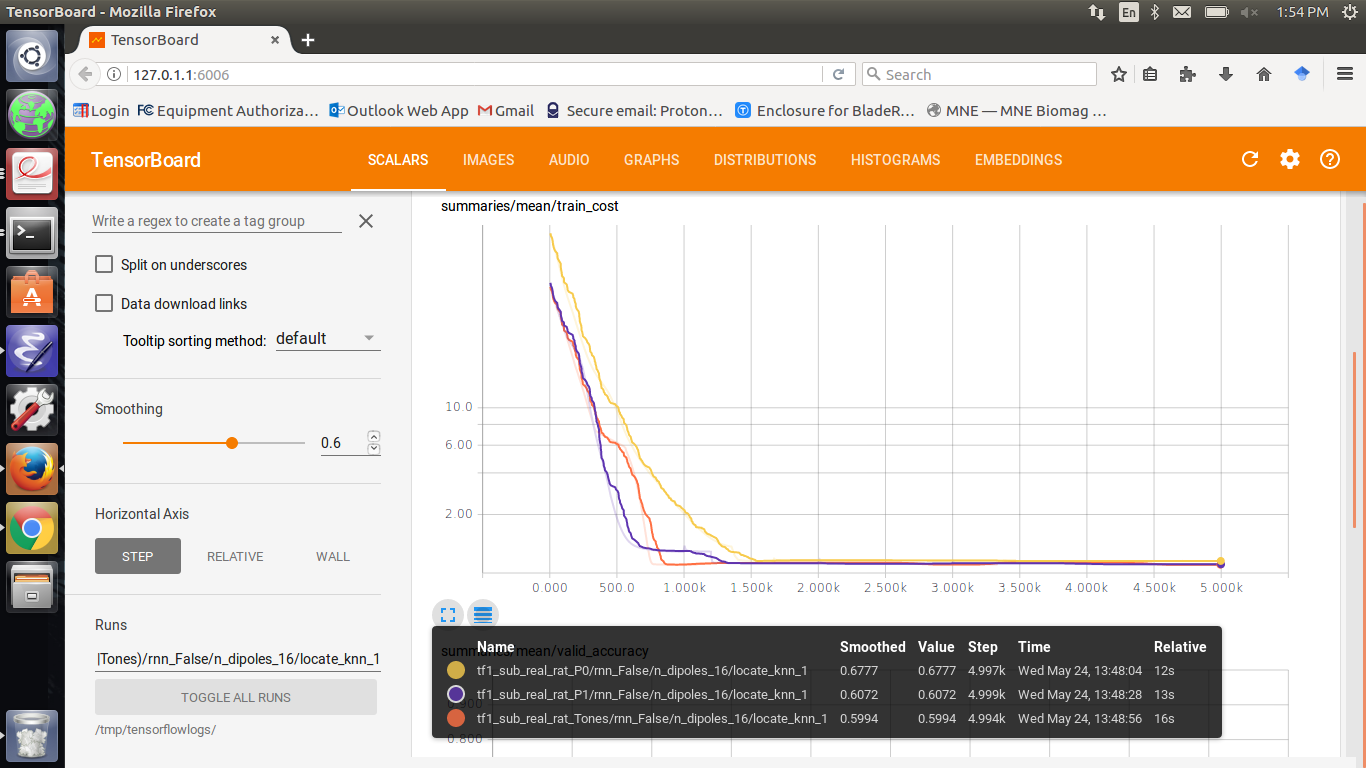 TensorBoard - Mozilla Firefox
En
1:54 PM
TensorBoard
127.0.1.1:6006
Search
Login
FC Equipment Authoriza...
Outlook Web App
Gmail
Secure email: Proton...
Enclosure for BladeR...
MNE — MNE Biomag ...
TensorBoard
SCALARS
IMAGES
AUDIO
GRAPHS
DISTRIBUTIONS
HISTOGRAMS
EMBEDDINGS
Write a regex to create a tag group
Split on underscores
Data download links
Tooltip sorting method: default
Smoothing
0.6
Horizontal Axis
STEP
RELATIVE
WALL
Runs
|Tones)/rnn_False/n_dipoles_16/locate_knn_1
TOGGLE ALL RUNS
/tmp/tensorflowlogs/
summaries/mean/train_cost
10.0
6.00
2.00
0.000 500.0 1.000k 1.500k 2.000k 2.500k 3.000k 3.500k 4.000k 4.500k 5.000k
summaries/mean/valid_accuracy
Name Smoothed Value Step Time Relative
tf1_sub_real_rat_P0/rnn_False/n_dipoles_16/locate_knn_1 0.6777 0.6777 4.997k Wed May 24, 13:48:04 12s
tf1_sub_real_rat_P1/rnn_False/n_dipoles_16/locate_knn_1 0.6072 0.6072 4.999k Wed May 24, 13:48:28 13s
tf1_sub_real_rat_Tones/rnn_False/n_dipoles_16/locate_knn_1 0.5994 0.5994 4.994k Wed May 24, 13:48:56 16s
0.800